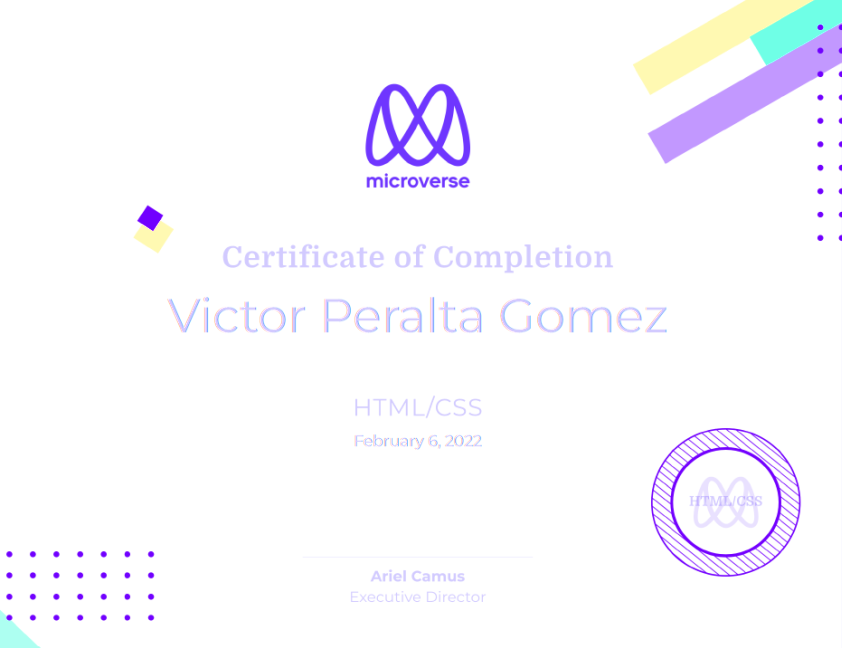 microverse
Certificate of Completion
Victor Peralta Gomez
HTML/CSS
February 6, 2022
HTML/CSS
Ariel Camus
Executive Director